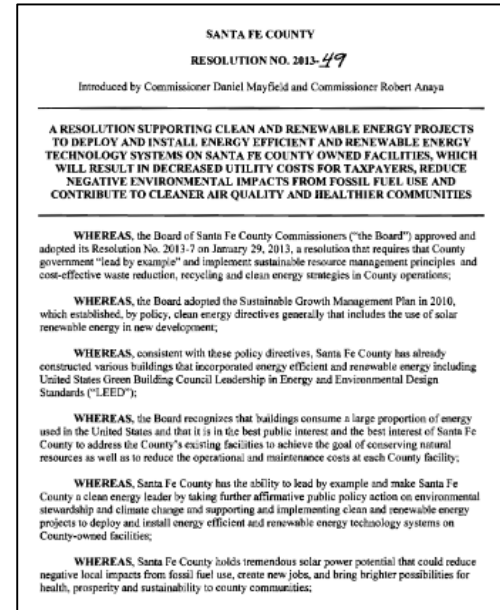 SANTA FE COUNTY
RESOLUTION NO. 2013-49
Introduced by Commissioner Daniel Mayfield and Commissioner Robert Anaya
A RESOLUTION SUPPORTING CLEAN AND RENEWABLE ENERGY PROJECTS
TO DEPLOY AND INSTALL ENERGY EFFICIENT AND RENEWABLE ENERGY
TECHNOLOGY SYSTEMS ON SANTA FE COUNTY OWNED FACILITIES, WHICH
WILL RESULT IN DECREASED UTILITY COSTS FOR TAXPAYERS, REDUCE
NEGATIVE ENVIRONMENTAL IMPACTS FROM FOSSIL FUEL USE AND
CONTRIBUTE TO CLEANER AIR QUALITY AND HEALTHIER COMMUNITIES
WHEREAS, the Board of Santa Fe County Commissioners ("the Board") approved and
adopted its Resolution No. 2013-7 on January 29, 2013, a resolution that requires that County
government "lead by example" and implement sustainable resource management principles and
cost-effective waste reduction, recycling and clean energy strategies in County operations;
WHEREAS, the Board adopted the Sustainable Growth Management Plan in 2010,
which established, by policy, clean energy directives generally that includes the use of solar
renewable energy in new development;
WHEREAS, consistent with these policy directives, Santa Fe County has already
constructed various buildings that incorporated energy efficient and renewable energy including
United States Green Building Council Leadership in Energy and Environmental Design
Standards ("LEED");
WHEREAS, the Board recognizes that buildings consume a large proportion of energy
used in the United States and that it is in the best public interest and the best interest of Santa Fe
County to address the County's existing facilities to achieve the goal of conserving natural
resources as well as to reduce the operational and maintenance costs at each County facility;
WHEREAS, Santa Fe County has the ability to lead by example and make Santa Fe
County a clean energy leader by taking further affirmative public policy action on environmental
stewardship and climate change and supporting and implementing clean and renewable energy
projects to deploy and install energy efficient and renewable energy technology systems on
County-owned facilities;
WHEREAS, Santa Fe County holds tremendous solar power potential that could reduce
negative local impacts from fossil fuel use, create new jobs, and bring brighter possibilities for
health, prosperity and sustainability to county communities;